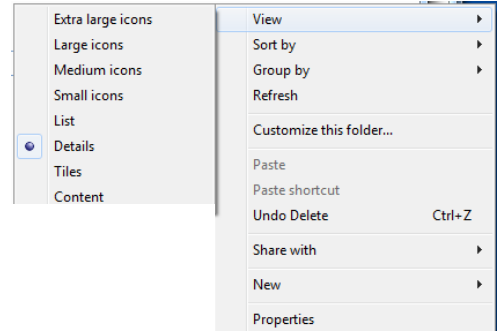 Extra large icons
Large icons
Medium icons
Small icons
List
Details
Tiles
Content
View
Sort by
Group by
Refresh
Customize this folder...
Paste
Paste shortcut
Undo Delete Ctrl+Z
Share with
New
Properties